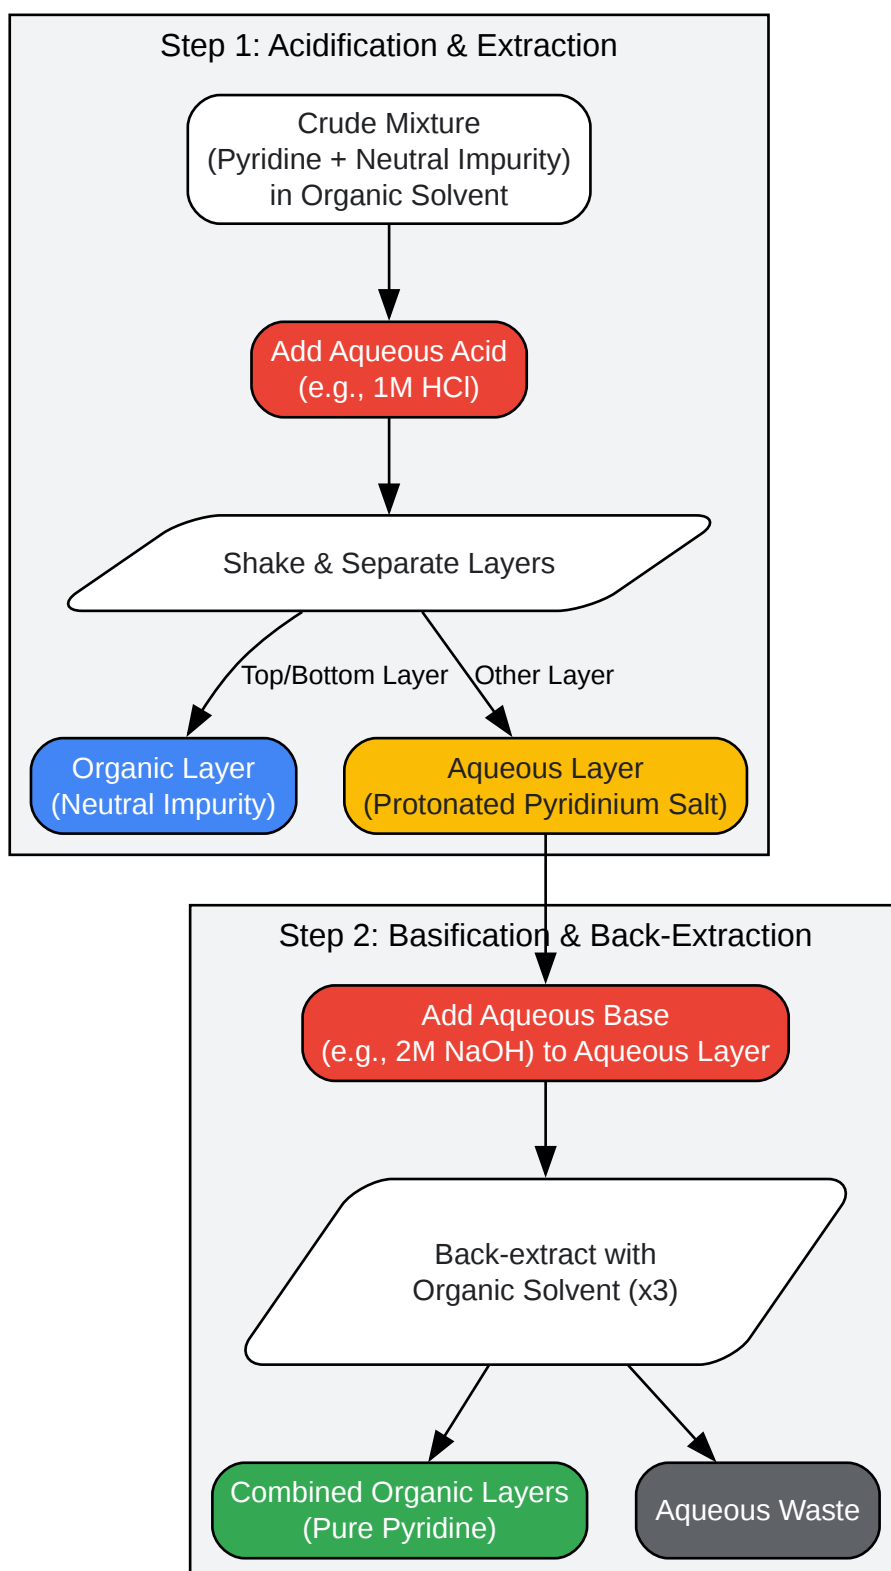 Step 1: Acidification & Extraction
Crude Mixture
(Pyridine + Neutral Impurity)
in Organic Solvent
Add Aqueous Acid
(e.g., 1M HCl)
Shake & Separate Layers
Top/Bottom Layer
Other Layer
Organic Layer
(Neutral Impurity)
Aqueous Layer
(Protonated Pyridinium Salt)
Step 2: Basification & Back-Extraction
Add Aqueous Base
(e.g., 2M NaOH) to Aqueous Layer
Back-extract with
Organic Solvent (x3)
Combined Organic Layers
(Pure Pyridine)
Aqueous Waste